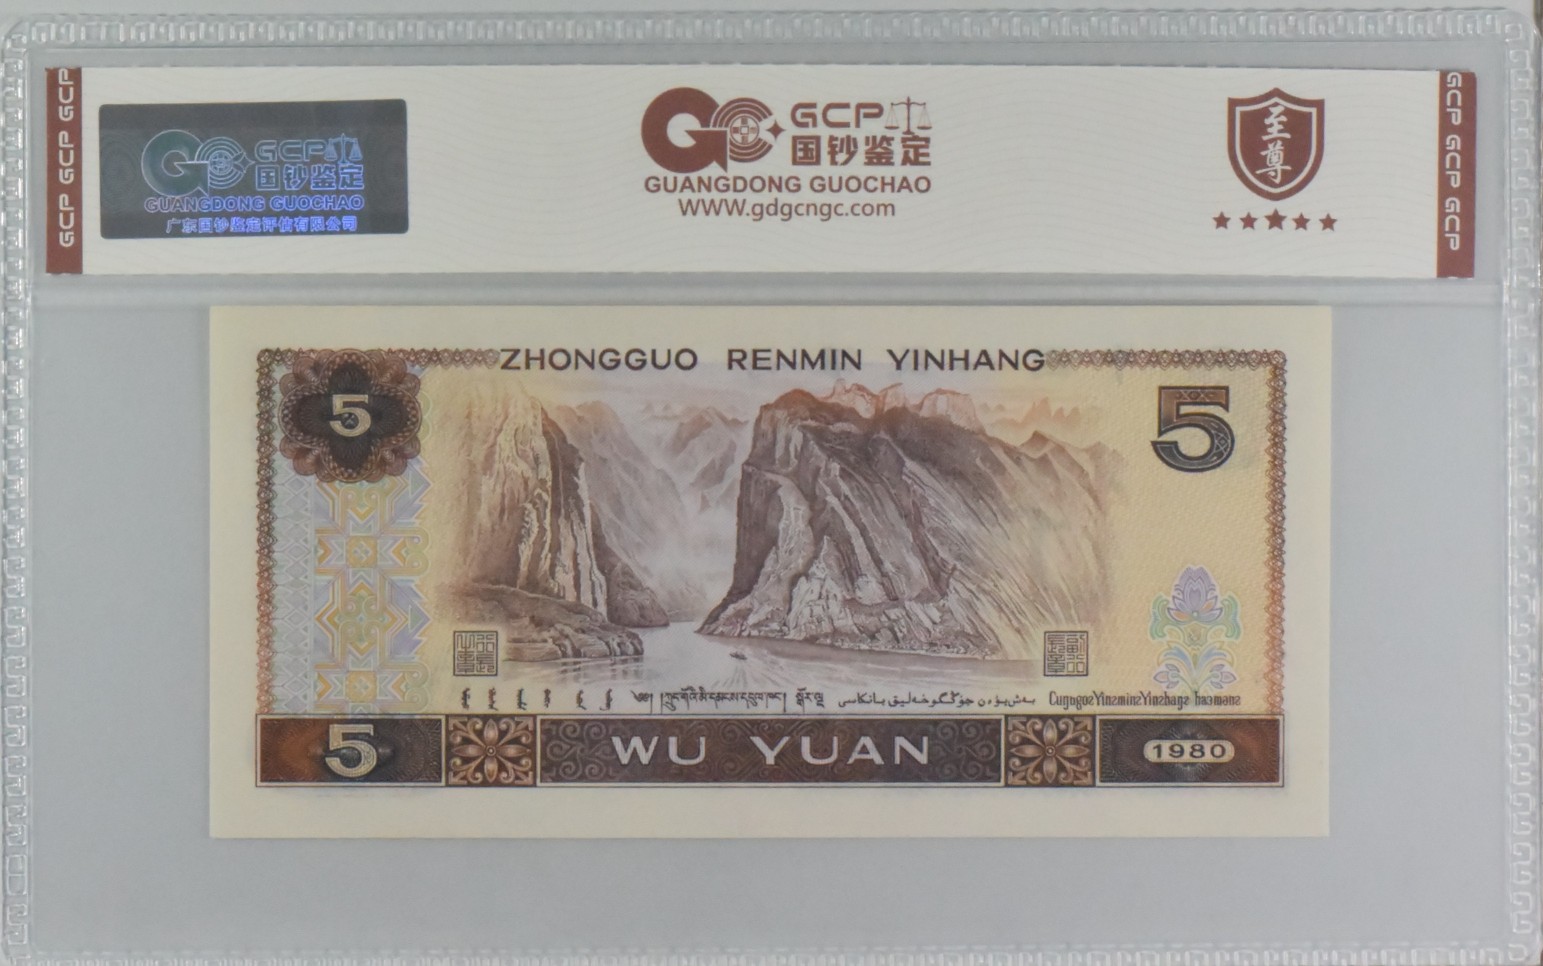 GCP GCP GCP
GCP
国钞鉴定
GUANGDONG GUOCHAO
广东国钞鉴定评估有限公司
GCP
国钞鉴定
GUANGDONG GUOCHAO
WWW.gdgcngc.com
至尊
GCP GCP GCP
ZHONGGUO RENMIN YINHANG
5
5
5
WU YUAN
1980